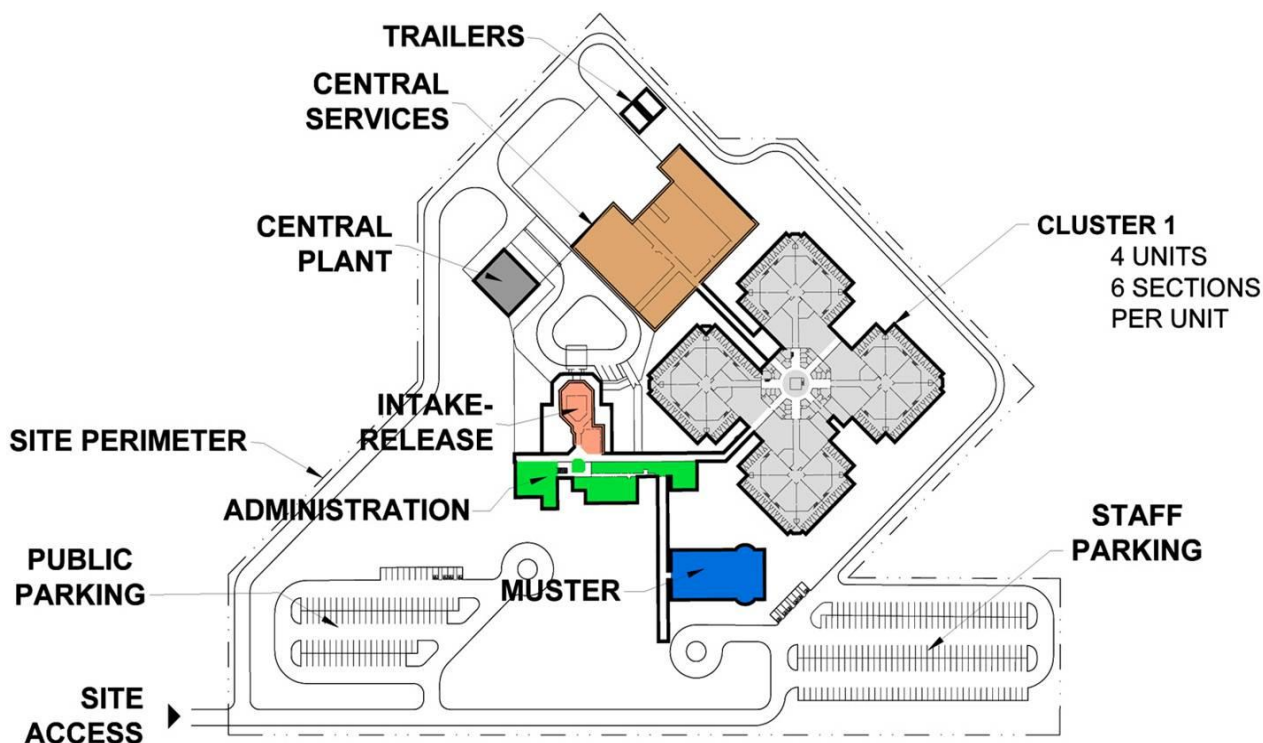 TRAILERS
CENTRAL
SERVICES
CENTRAL
PLANT
CLUSTER 1
4 UNITS
6 SECTIONS
PER UNIT
INTAKE-
RELEASE
SITE PERIMETER
ADMINISTRATION
STAFF
PARKING
PUBLIC
PARKING
MUSTER
SITE
ACCESS